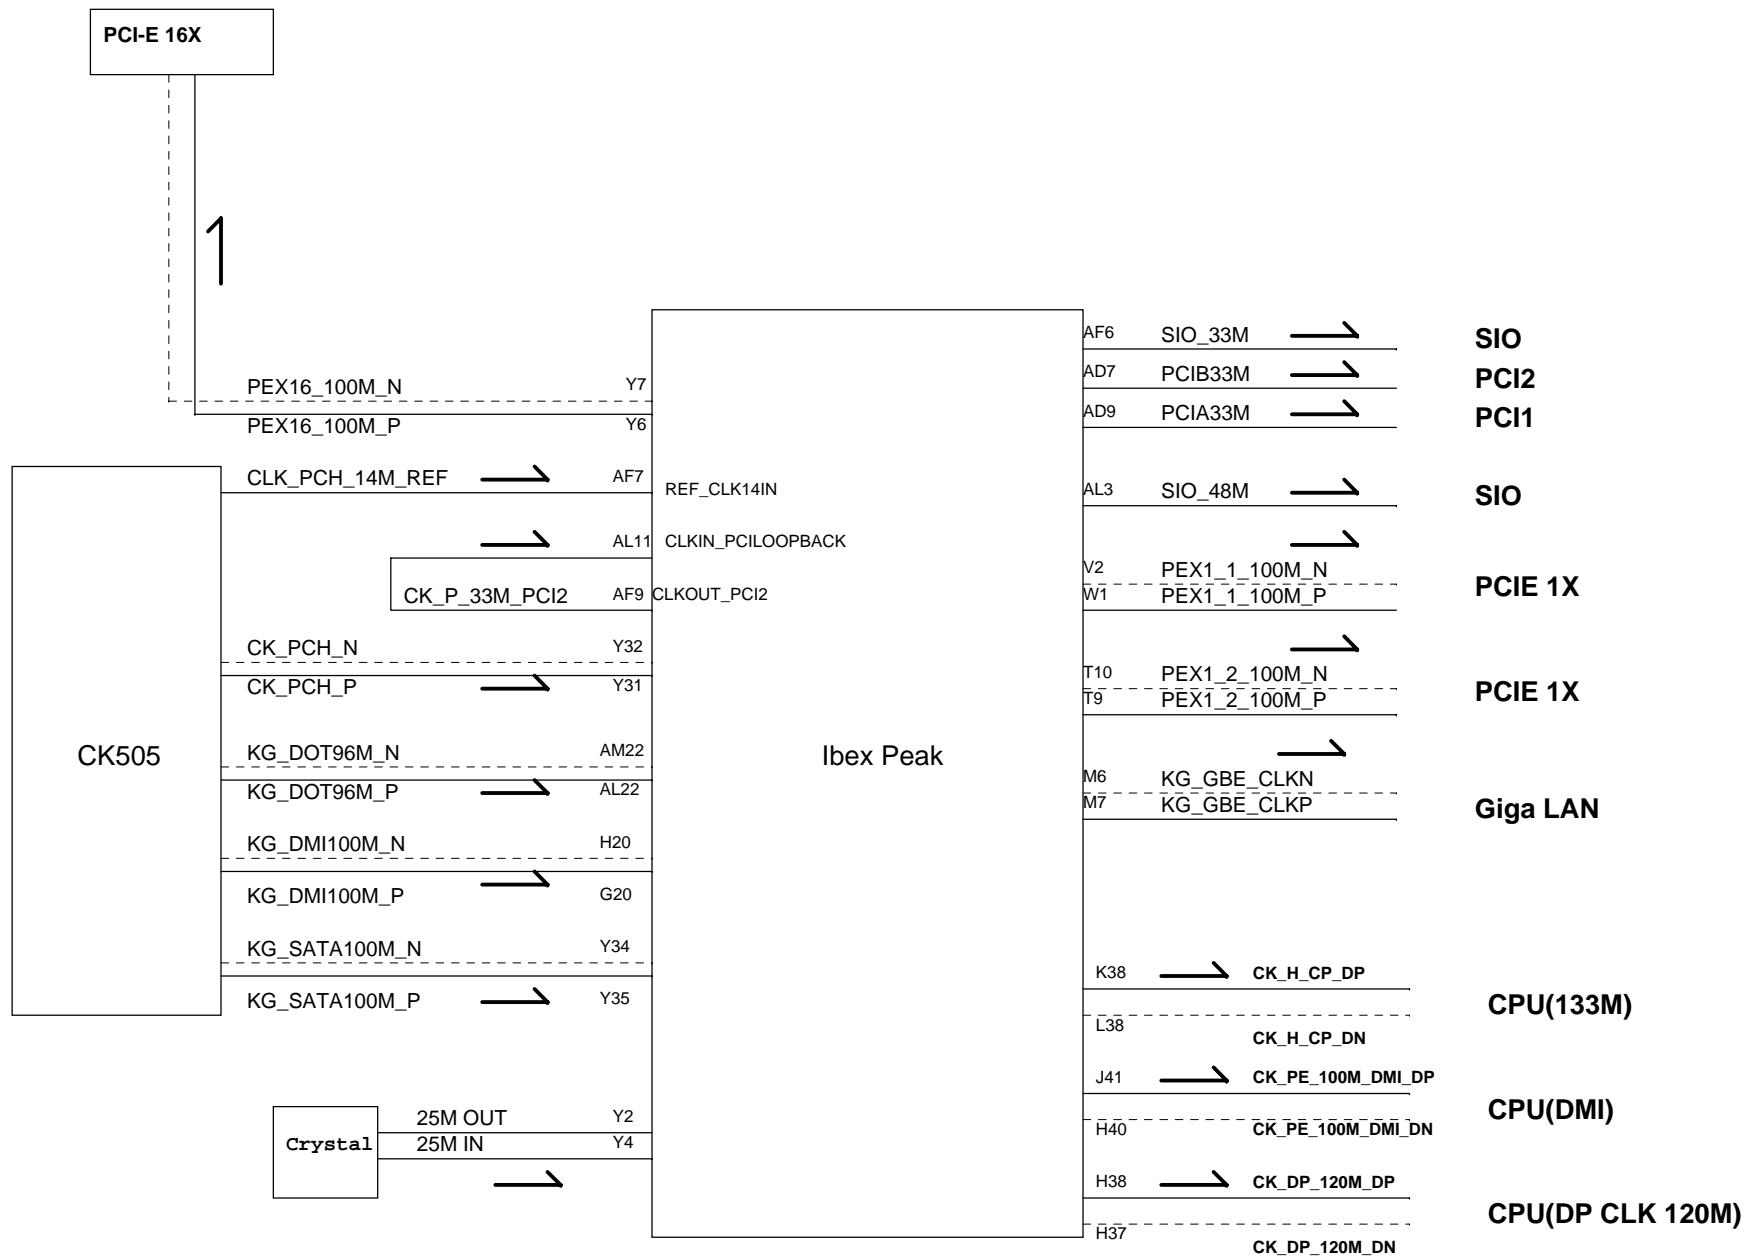 PCI-E 16X
PEX16_100M_N Y7
PEX16_100M_P Y6
CLK_PCH_14M_REF AF7 REF_CLK14IN
AL11 CLKIN_PCILOOPBACK
CK_P_33M_PCI2 AF9 CLKOUT_PCI2
CK_PCH_N Y32
CK_PCH_P Y31
CK505
KG_DOT96M_N AM22
KG_DOT96M_P AL22
KG_DMI100M_N H20
KG_DMI100M_P G20
KG_SATA100M_N Y34
KG_SATA100M_P Y35
Crystal
25M OUT Y2
25M IN Y4
Ibex Peak
AF6 SIO_33M SIO
AD7 PCIB33M PCI2
AD9 PCIA33M PCI1
AL3 SIO_48M SIO
V2 PEX1_1_100M_N
W1 PEX1_1_100M_P
PCIE 1X
T10 PEX1_2_100M_N
T9 PEX1_2_100M_P
PCIE 1X
M6 KG_GBE_CLKN
M7 KG_GBE_CLKP
Giga LAN
K38 CK_H_CP_DP
CPU(133M)
L38 CK_H_CP_DN
J41 CK_PE_100M_DMI_DP
CPU(DMI)
H40 CK_PE_100M_DMI_DN
H38 CK_DP_120M_DP
CPU(DP CLK 120M)
H37 CK_DP_120M_DN